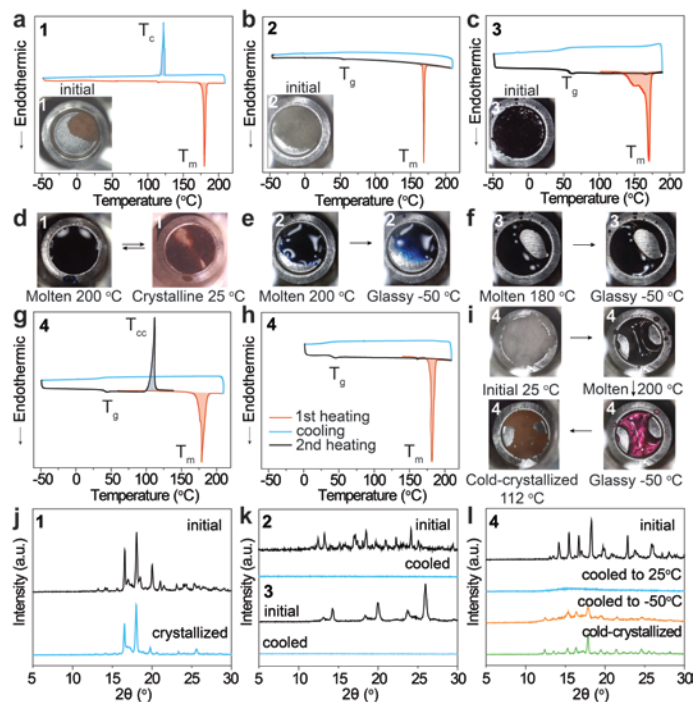 a
1
Tc
Endothermic
initial
1
Tm
-50 0 50 100 150 200
Temperature (°C)
b
2
Tg
Endothermic
initial
2
Tm
-50 0 50 100 150 200
Temperature (°C)
c
3
Tg
Endothermic
initial
3
Tm
-50 0 50 100 150 200
Temperature (°C)
d
1
1
Molten 200 °C
Crystalline 25 °C
e
2
2
Molten 200 °C
Glassy -50 °C
f
3
3
Molten 180 °C
Glassy -50 °C
g
4
Tcc
Endothermic
Tg
Tm
-50 0 50 100 150 200
Temperature (°C)
h
4
Endothermic
Tg
1st heating
cooling
2nd heating
Tm
-50 0 50 100 150 200
Temperature (°C)
i
4
4
Initial 25 °C
Molten 200 °C
4
4
Cold-crystallized
112 °C
Glassy -50 °C
j
1
initial
crystallized
Intensity (a.u.)
5 10 15 20 25 30
2θ (°)
k
2
initial
cooled
3
initial
cooled
Intensity (a.u.)
5 10 15 20 25 30
2θ (°)
l
4
initial
cooled to 25°C
cooled to -50°C
cold-crystallized
Intensity (a.u.)
5 10 15 20 25 30
2θ (°)